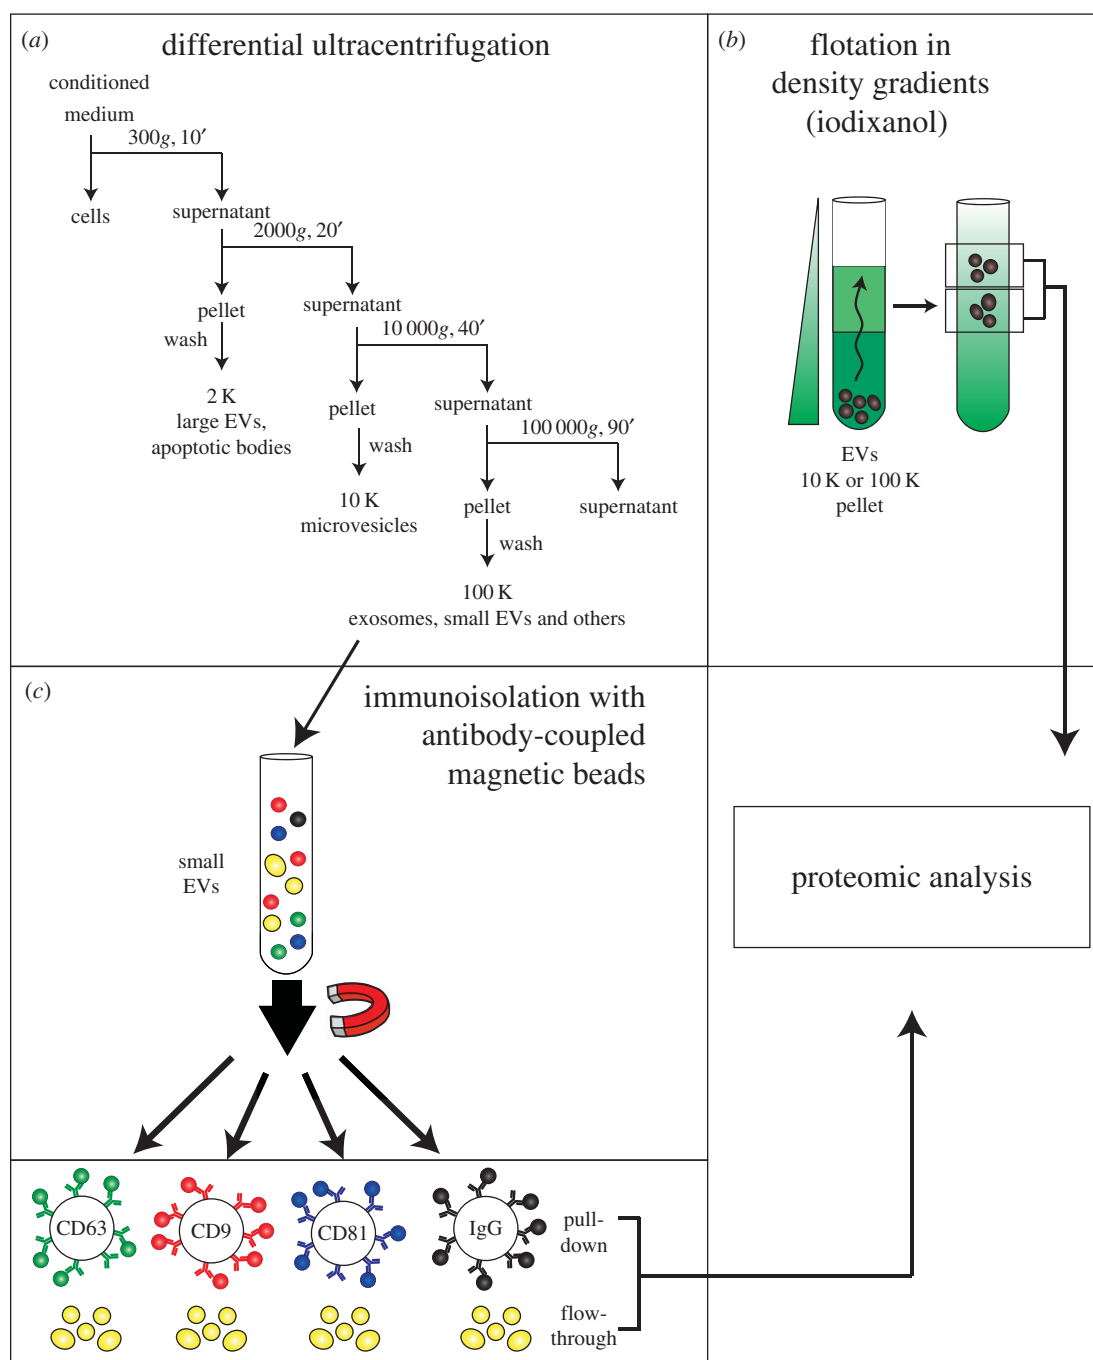 (a)
differential ultracentrifugation
conditioned
medium
300g, 10′
cells
supernatant
2000g, 20′
pellet
supernatant
wash
10 000g, 40′
2 K
large EVs,
apoptotic bodies
pellet
supernatant
wash
100 000g, 90′
10 K
microvesicles
pellet
supernatant
wash
100 K
exosomes, small EVs and others
(b)
flotation in
density gradients
(iodixanol)
EVs
10 K or 100 K
pellet
(c)
immunoisolation with
antibody-coupled
magnetic beads
small
EVs
proteomic analysis
CD63
CD9
CD81
IgG
pull-
down
flow-
through